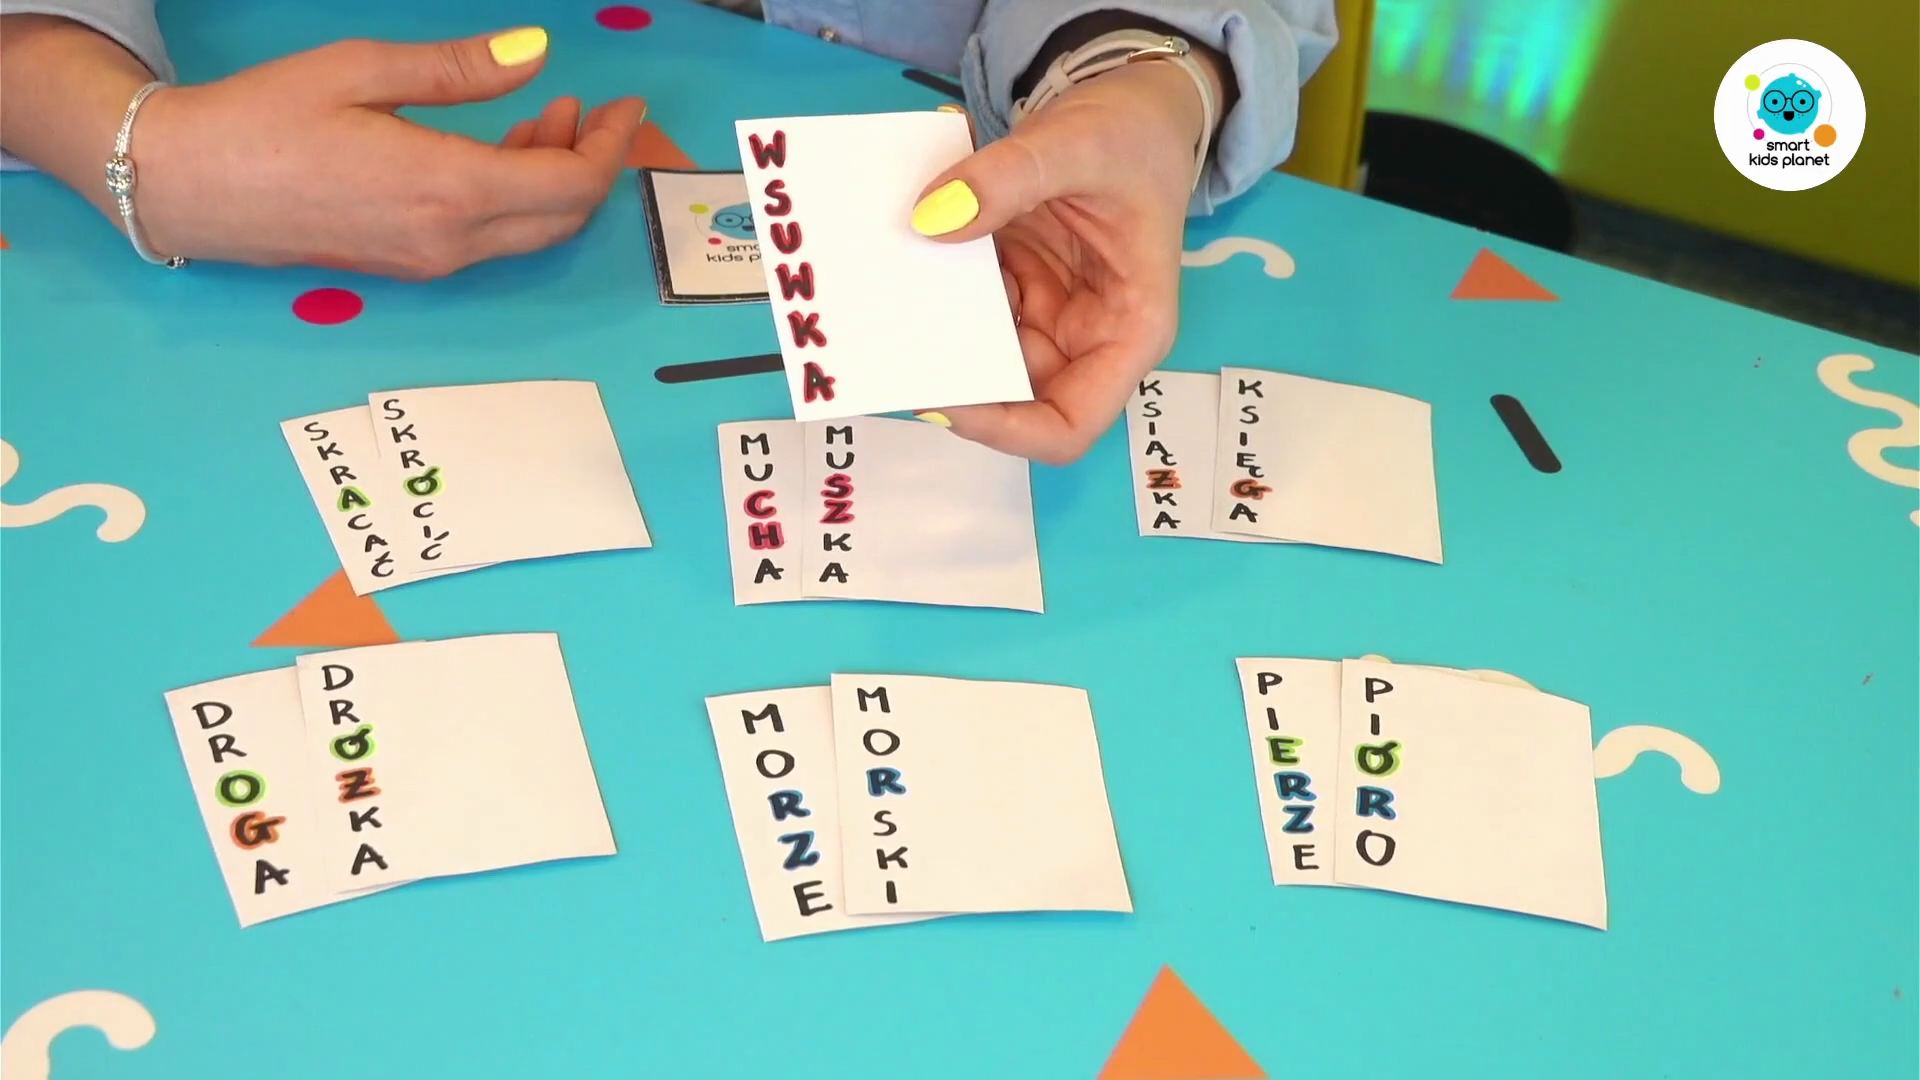 smart
kids planet
WSUWKA
SKRACAĆ
SKRÓCIĆ
MUCHA
MUSZKA
KSIĄŻKA
KSIĘGA
DROGA
DRÓŻKA
MORZE
MORSKI
PIERZE
PIÓRO